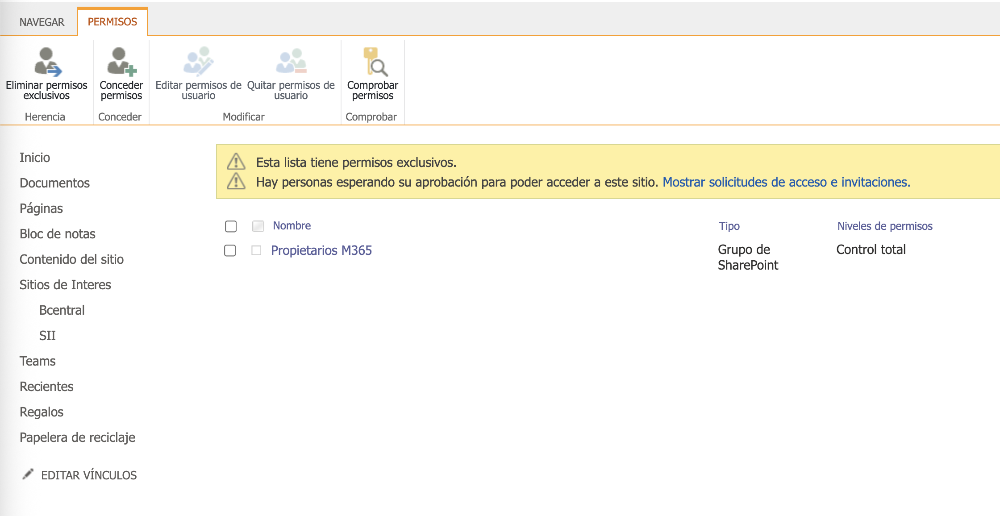 NAVEGAR
PERMISOS
Eliminar permisos
exclusivos
Conceder
permisos
Editar permisos de
usuario
Quitar permisos de
usuario
Comprobar
permisos
Herencia
Conceder
Modificar
Comprobar
Inicio
Documentos
Páginas
Bloc de notas
Contenido del sitio
Sitios de Interes
Bcentral
SII
Teams
Recientes
Regalos
Papelera de reciclaje
EDITAR VÍNCULOS
Esta lista tiene permisos exclusivos.
Hay personas esperando su aprobación para poder acceder a este sitio. Mostrar solicitudes de acceso e invitaciones.
Nombre
Tipo
Niveles de permisos
Propietarios M365
Grupo de
SharePoint
Control total